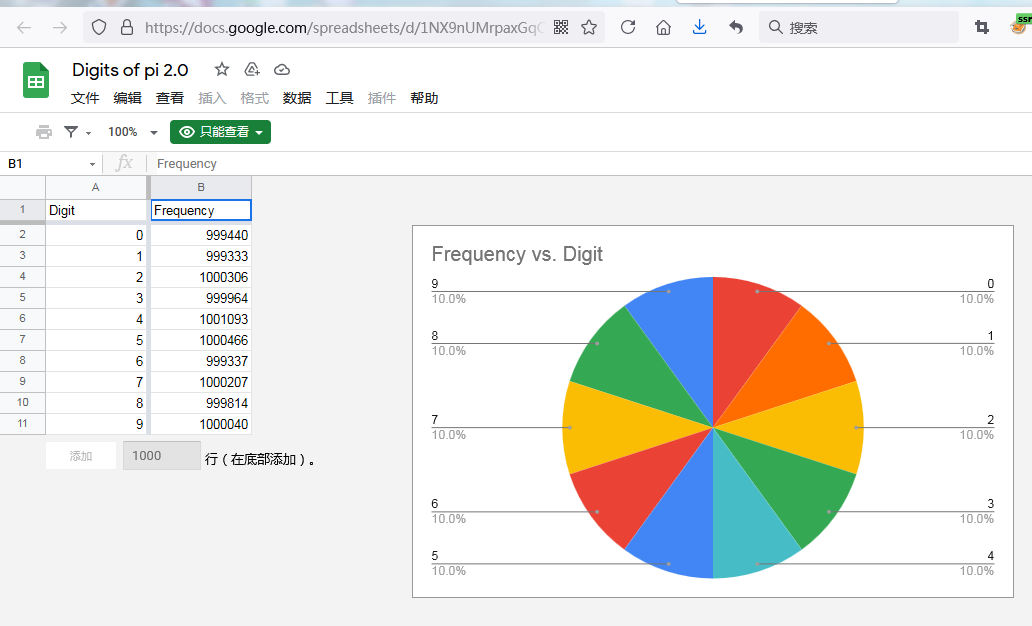 https://docs.google.com/spreadsheets/d/1NX9nUMrpaxGqC
搜索
Digits of pi 2.0
文件 编辑 查看 插入 格式 数据 工具 插件 帮助
100% 只能查看
B1 fx Frequency
A B
1 Digit Frequency
2 0 999440
3 1 999333
4 2 1000306
5 3 999964
6 4 1001093
7 5 1000466
8 6 999337
9 7 1000207
10 8 999814
11 9 1000040
添加 1000 行（在底部添加）。
Frequency vs. Digit
9 0
10.0% 10.0%
8 1
10.0% 10.0%
7 2
10.0% 10.0%
6 3
10.0% 10.0%
5 4
10.0% 10.0%